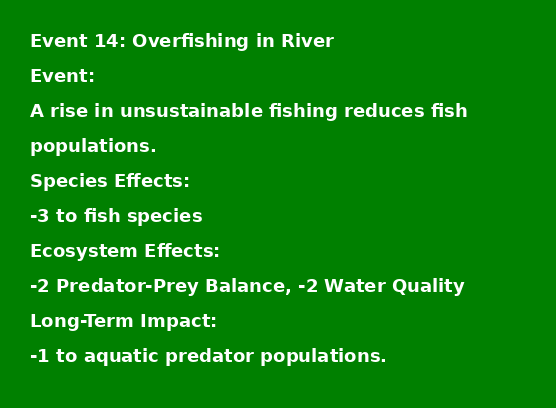 Event 14: Overfishing in River
Event:
A rise in unsustainable fishing reduces fish
populations.
Species Effects:
-3 to fish species
Ecosystem Effects:
-2 Predator-Prey Balance, -2 Water Quality
Long-Term Impact:
-1 to aquatic predator populations.